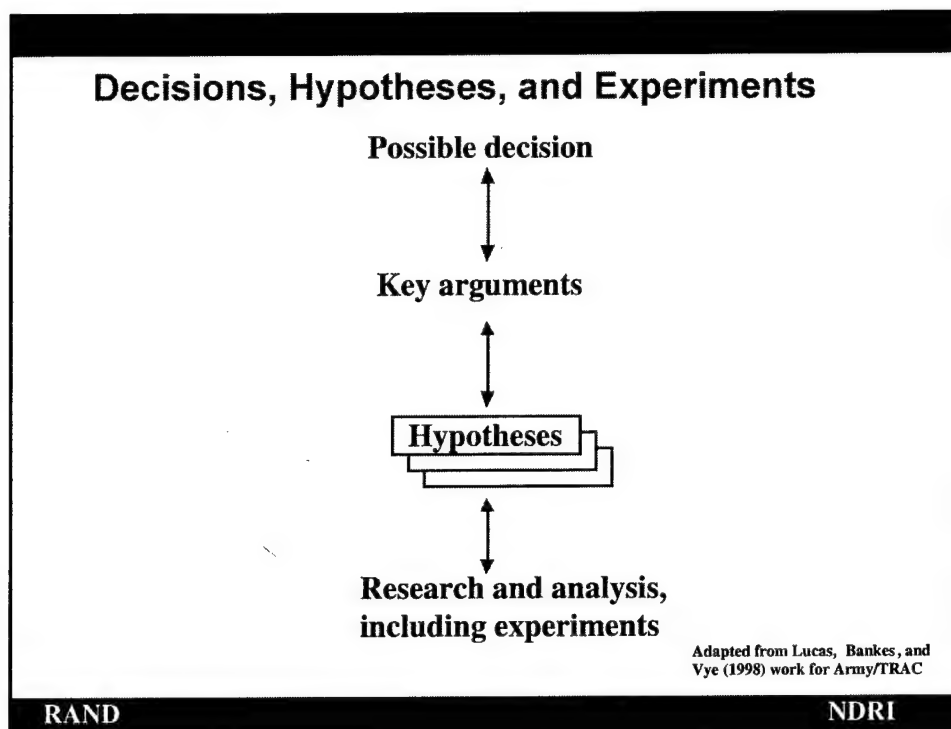 Decisions, Hypotheses, and Experiments
Possible decision
Key arguments
Hypotheses
Research and analysis,
including experiments
Adapted from Lucas, Bankes, and
Vye (1998) work for Army/TRAC
RAND
NDRI